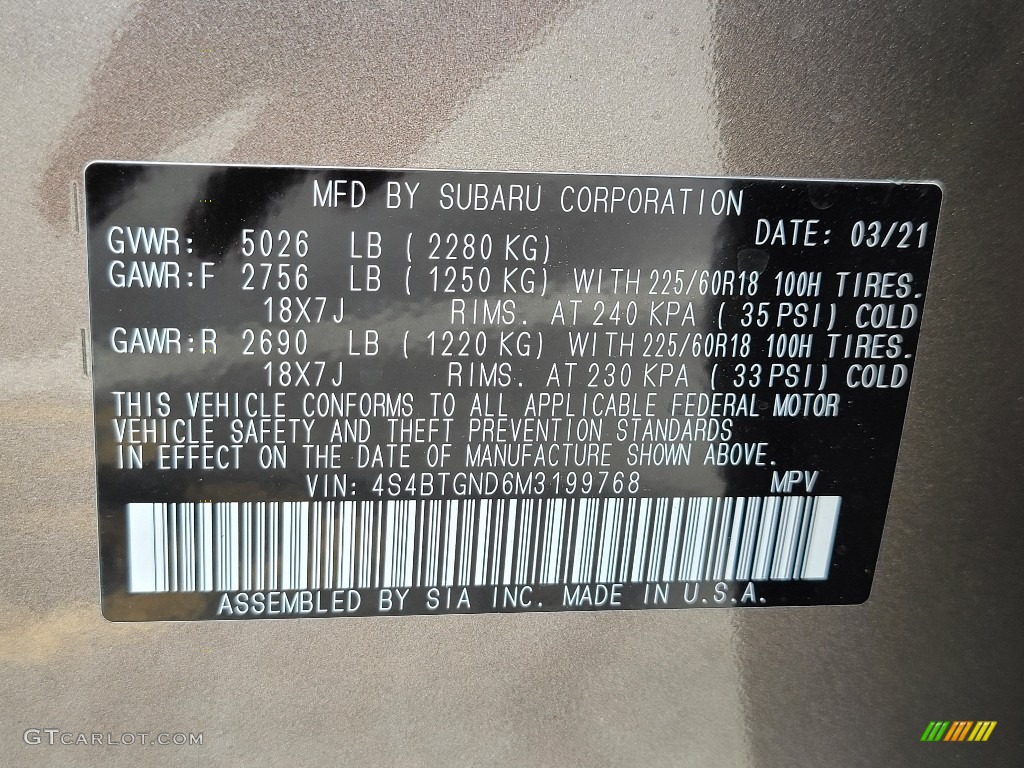 MFD BY SUBARU CORPORATION
GVWR: 5026 LB ( 2280 KG) DATE: 03/21
GAWR:F 2756 LB ( 1250 KG) WITH 225/60R18 100H TIRES.
18X7J RIMS. AT 240 KPA ( 35 PSI) COLD
GAWR:R 2690 LB ( 1220 KG) WITH 225/60R18 100H TIRES.
18X7J RIMS. AT 230 KPA ( 33 PSI) COLD
THIS VEHICLE CONFORMS TO ALL APPLICABLE FEDERAL MOTOR
VEHICLE SAFETY AND THEFT PREVENTION STANDARDS
IN EFFECT ON THE DATE OF MANUFACTURE SHOWN ABOVE.
VIN: 4S4BTGND6M3199768 MPV
ASSEMBLED BY SIA INC. MADE IN U.S.A.
GTCARLOT.COM